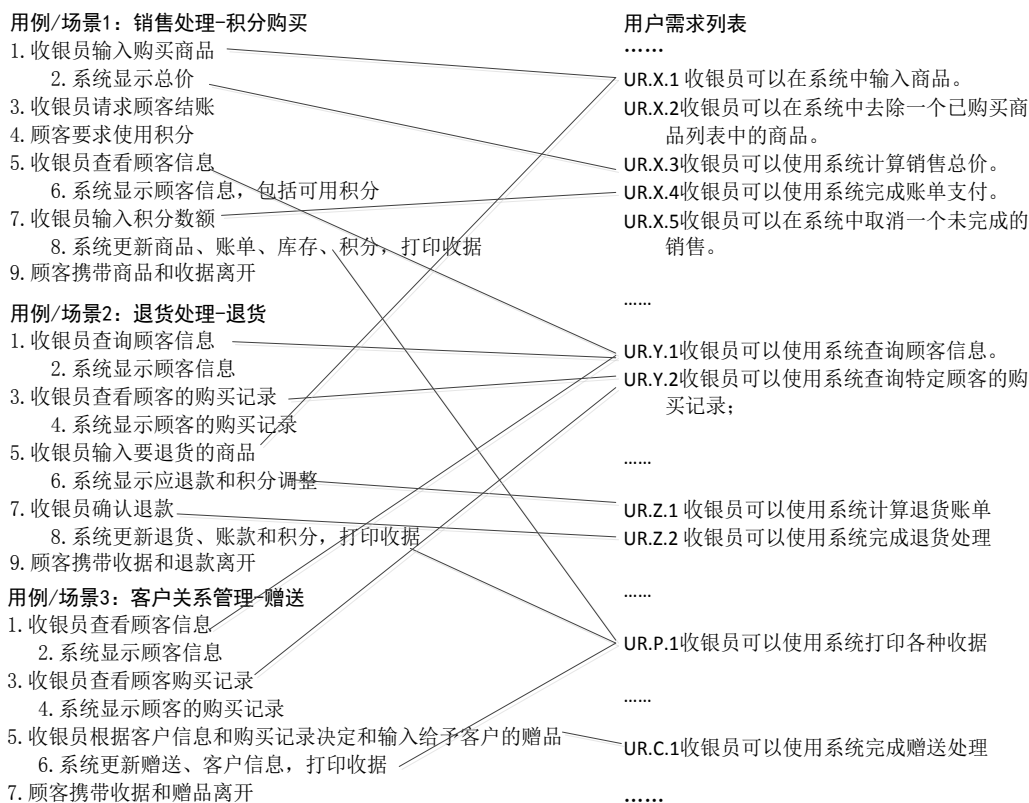 用例/场景1：销售处理-积分购买
1.收银员输入购买商品
2.系统显示总价
3.收银员请求顾客结账
4.顾客要求使用积分
5.收银员查看顾客信息
6.系统显示顾客信息，包括可用积分
7.收银员输入积分数额
8.系统更新商品、账单、库存、积分，打印收据
9.顾客携带商品和收据离开
用例/场景2：退货处理-退货
1.收银员查询顾客信息
2.系统显示顾客信息
3.收银员查看顾客的购买记录
4.系统显示顾客的购买记录
5.收银员输入要退货的商品
6.系统显示应退款和积分调整
7.收银员确认退款
8.系统更新退货、账款和积分，打印收据
9.顾客携带收据和退款离开
用例/场景3：客户关系管理-赠送
1.收银员查看顾客信息
2.系统显示顾客信息
3.收银员查看顾客购买记录
4.系统显示顾客的购买记录
5.收银员根据客户信息和购买记录决定和输入给予客户的赠品
6.系统更新赠送、客户信息，打印收据
7.顾客携带收据和赠品离开
用户需求列表
……
UR.X.1 收银员可以在系统中输入商品。
UR.X.2收银员可以在系统中去除一个已购买商
品列表中的商品。
UR.X.3收银员可以使用系统计算销售总价。
UR.X.4收银员可以使用系统完成账单支付。
UR.X.5收银员可以在系统中取消一个未完成的
销售。
……
UR.Y.1收银员可以使用系统查询顾客信息。
UR.Y.2收银员可以使用系统查询特定顾客的购
买记录；
……
UR.Z.1 收银员可以使用系统计算退货账单
UR.Z.2 收银员可以使用系统完成退货处理
……
UR.P.1收银员可以使用系统打印各种收据
……
UR.C.1收银员可以使用系统完成赠送处理
……